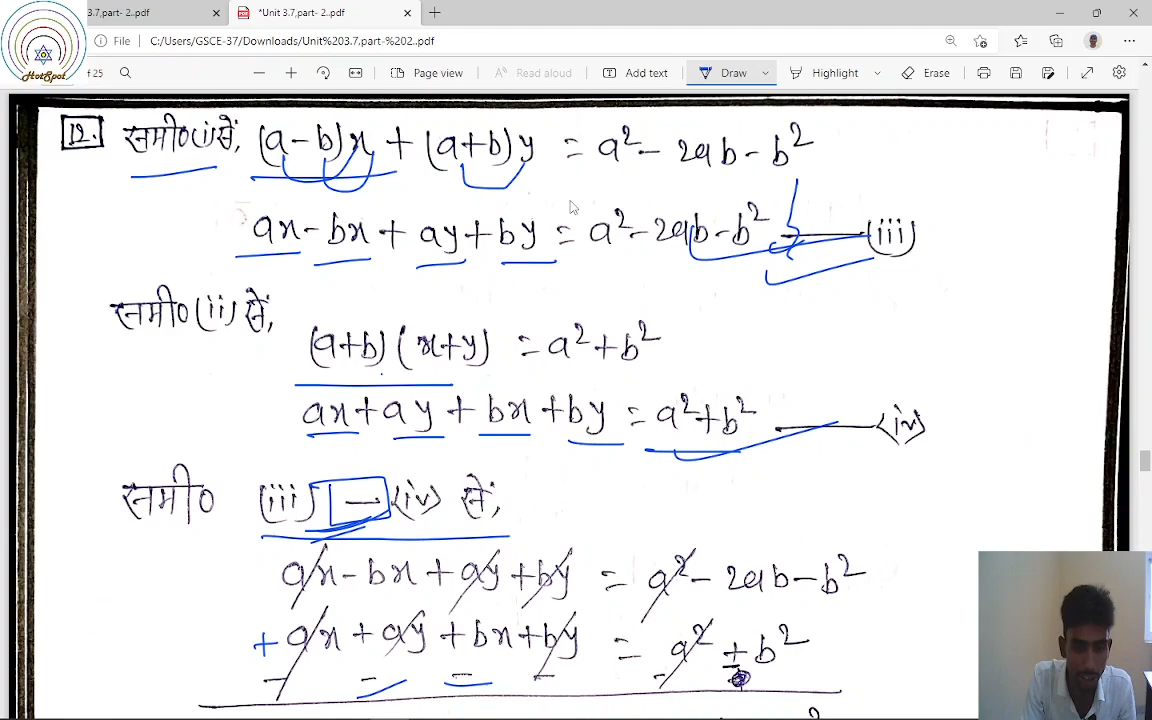 3.7,part- 2..pdf
*Unit 3.7,part- 2..pdf
File C:/Users/GSCE-37/Downloads/Unit%203.7,part-%202..pdf
of 25 Page view Read aloud Add text Draw Highlight Erase
HotSpot
12. समी० (i) से, (a-b)x + (a+b)y = a² - 2ab - b²
ax - bx + ay + by = a² - 2ab - b² (iii)
समी० (ii) से,
(a+b)(x+y) = a² + b²
ax + ay + bx + by = a² + b² (iv)
समी० (iii) - (iv) से,
ax - bx + ay + by = a² - 2ab - b²
+ ax + ay + bx + by = a² + b²
- - - - - -